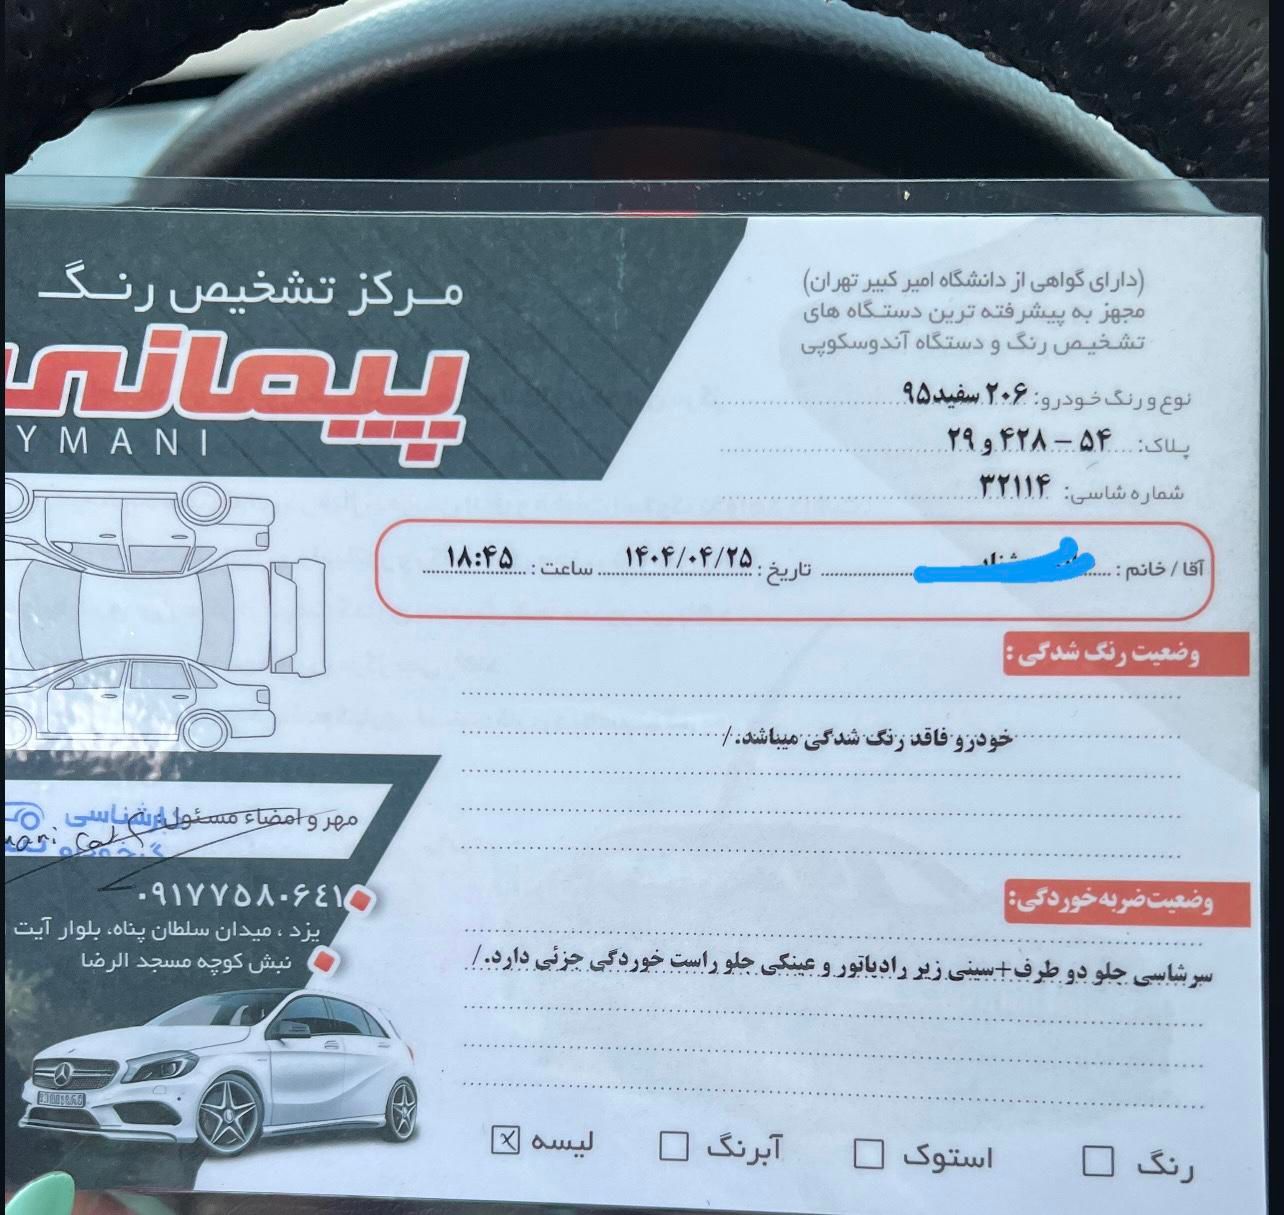 (دارای گواهی از دانشگاه امیر کبیر تهران)
مجهز به پیشرفته ترین دستگاه های
تشخیص رنگ و دستگاه آندوسکوپی
مرکز تشخیص رنگ
پیمانی
YMANI
نوع و رنگ خودرو: ۲۰۶ سفید ۹۵
پلاک: ۵۴ – ۴۲۸ و ۲۹
شماره شاسی: ۳۲۱۱۴
آقا / خانم : تاریخ : ۱۴۰۴/۰۴/۲۵ ساعت : ۱۸:۴۵
وضعیت رنگ شدگی :
خودرو فاقد رنگ شدگی میباشد./
وضعیت ضربه خوردگی:
سرشاسی جلو دو طرف+سینی زیر رادیاتور و عینکی جلو راست خوردگی جزئی دارد./
رنگ
استوک
آبرنگ
لیسه x
مهر و امضاء مسئول:
کارشناسی
۰۹۱۷۷۵۸۰۶۴۱
یزد ، میدان سلطان پناه، بلوار آیت
نبش کوچه مسجد الرضا